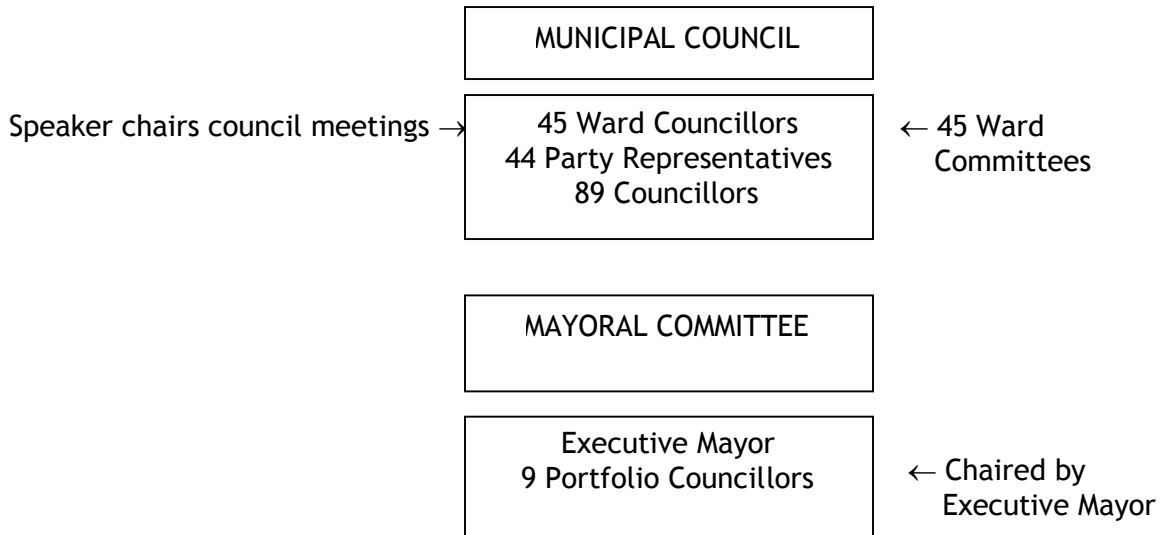 MUNICIPAL COUNCIL
Speaker chairs council meetings →
45 Ward Councillors
44 Party Representatives
89 Councillors
← 45 Ward
Committees
MAYORAL COMMITTEE
Executive Mayor
9 Portfolio Councillors
← Chaired by
Executive Mayor